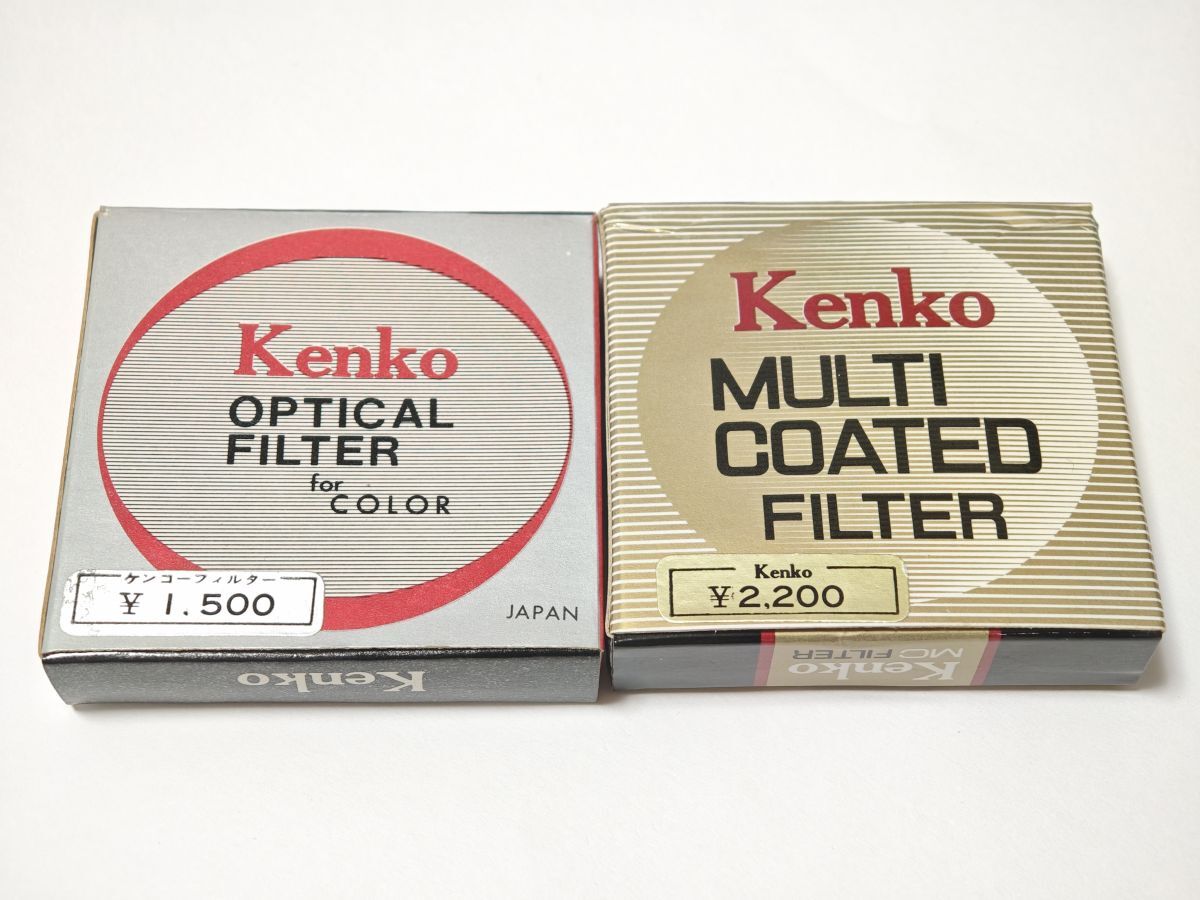 Kenko
OPTICAL
FILTER
for
COLOR
ケンコーフィルター
¥ 1.500
JAPAN
Kenko
Kenko
MULTI
COATED
FILTER
Kenko
¥ 2,200
Kenko
MC FILTER